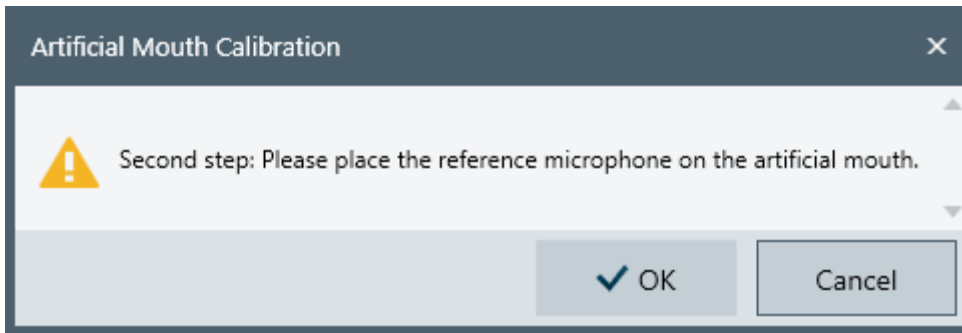 Artificial Mouth Calibration
Second step: Please place the reference microphone on the artificial mouth.
OK
Cancel